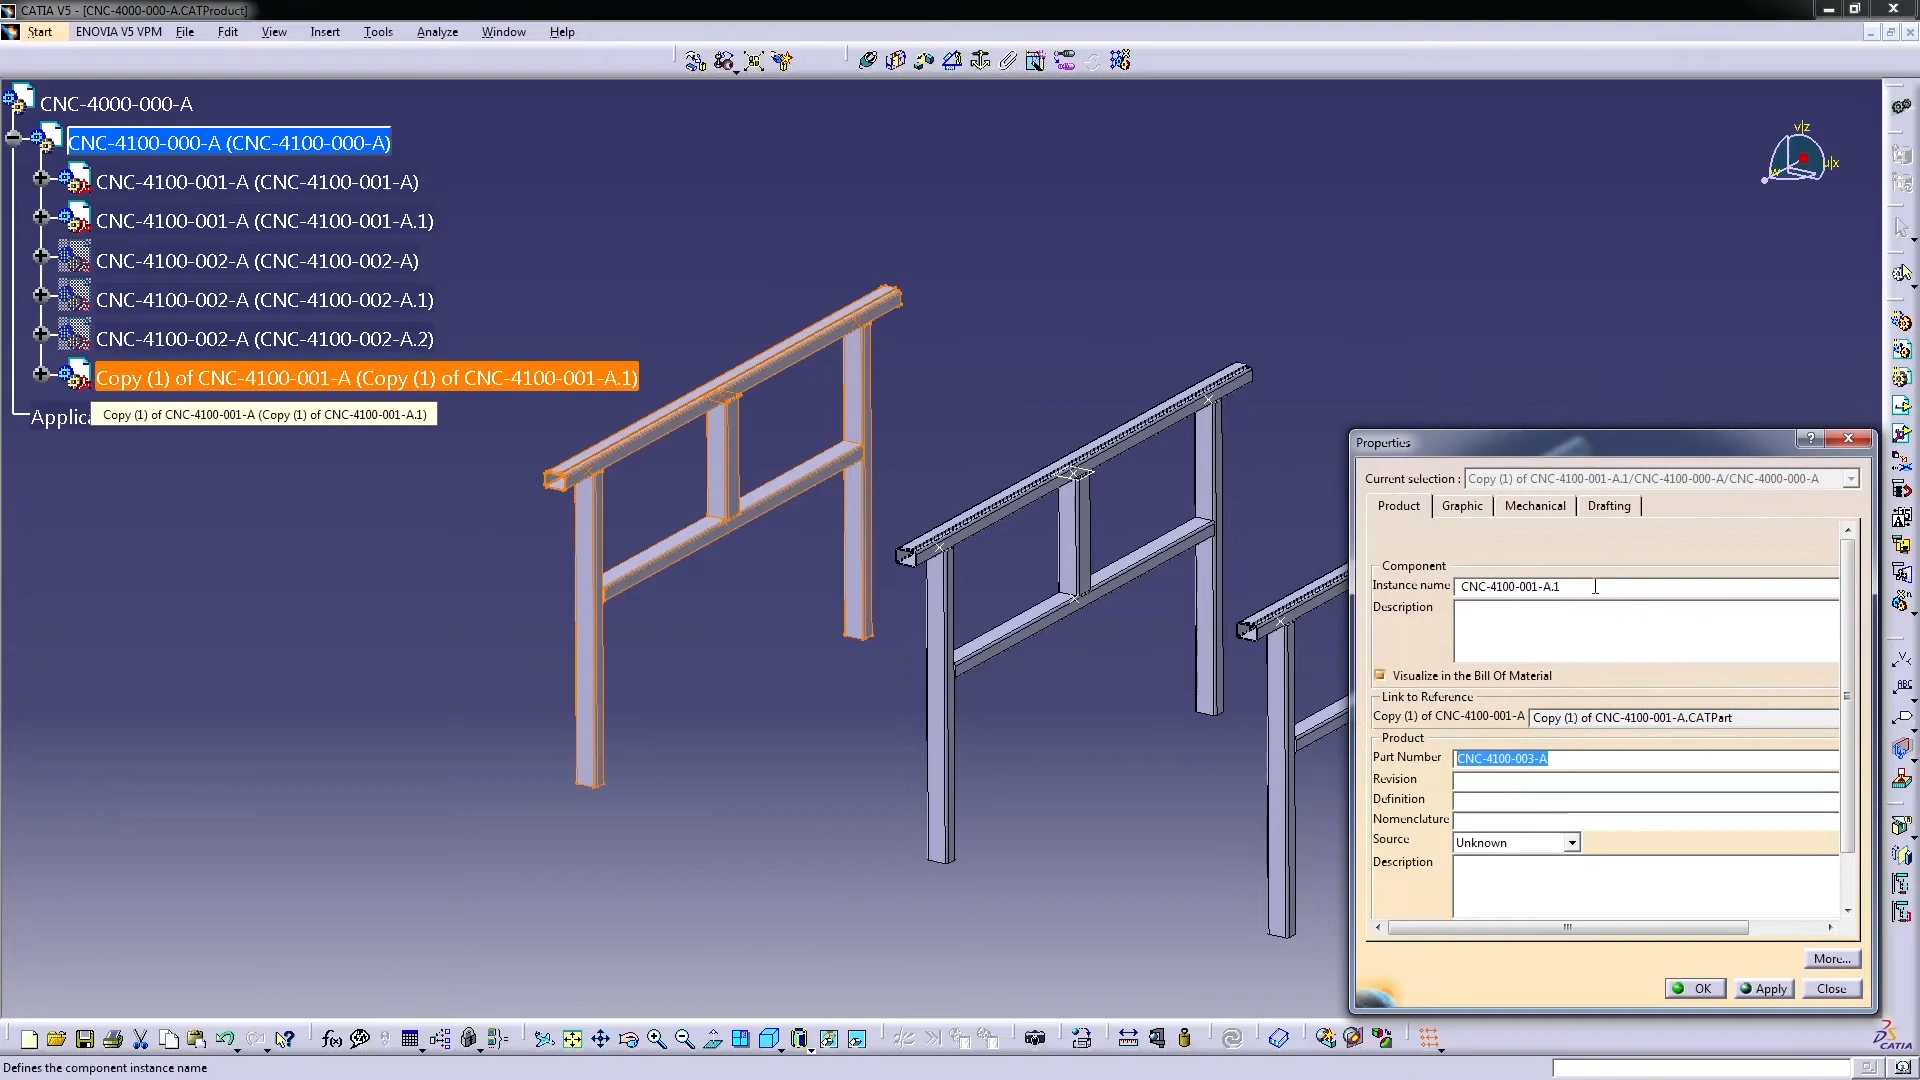 CATIA V5 - [CNC-4000-000-A.CATProduct]
Start ENOVIA V5 VPM File Edit View Insert Tools Analyze Window Help
CNC-4000-000-A
CNC-4100-000-A (CNC-4100-000-A)
CNC-4100-001-A (CNC-4100-001-A)
CNC-4100-001-A (CNC-4100-001-A.1)
CNC-4100-002-A (CNC-4100-002-A)
CNC-4100-002-A (CNC-4100-002-A.1)
CNC-4100-002-A (CNC-4100-002-A.2)
Copy (1) of CNC-4100-001-A (Copy (1) of CNC-4100-001-A.1)
Applica
Copy (1) of CNC-4100-001-A (Copy (1) of CNC-4100-001-A.1)
v|z
u|x
w
Properties
Current selection : Copy (1) of CNC-4100-001-A.1/CNC-4100-000-A/CNC-4000-000-A
Product Graphic Mechanical Drafting
Component
Instance name CNC-4100-001-A.1
Description
Visualize in the Bill Of Material
Link to Reference
Copy (1) of CNC-4100-001-A Copy (1) of CNC-4100-001-A.CATPart
Product
Part Number CNC-4100-003-A
Revision
Definition
Nomenclature
Source Unknown
Description
More...
OK Apply Close
CATIA
Defines the component instance name